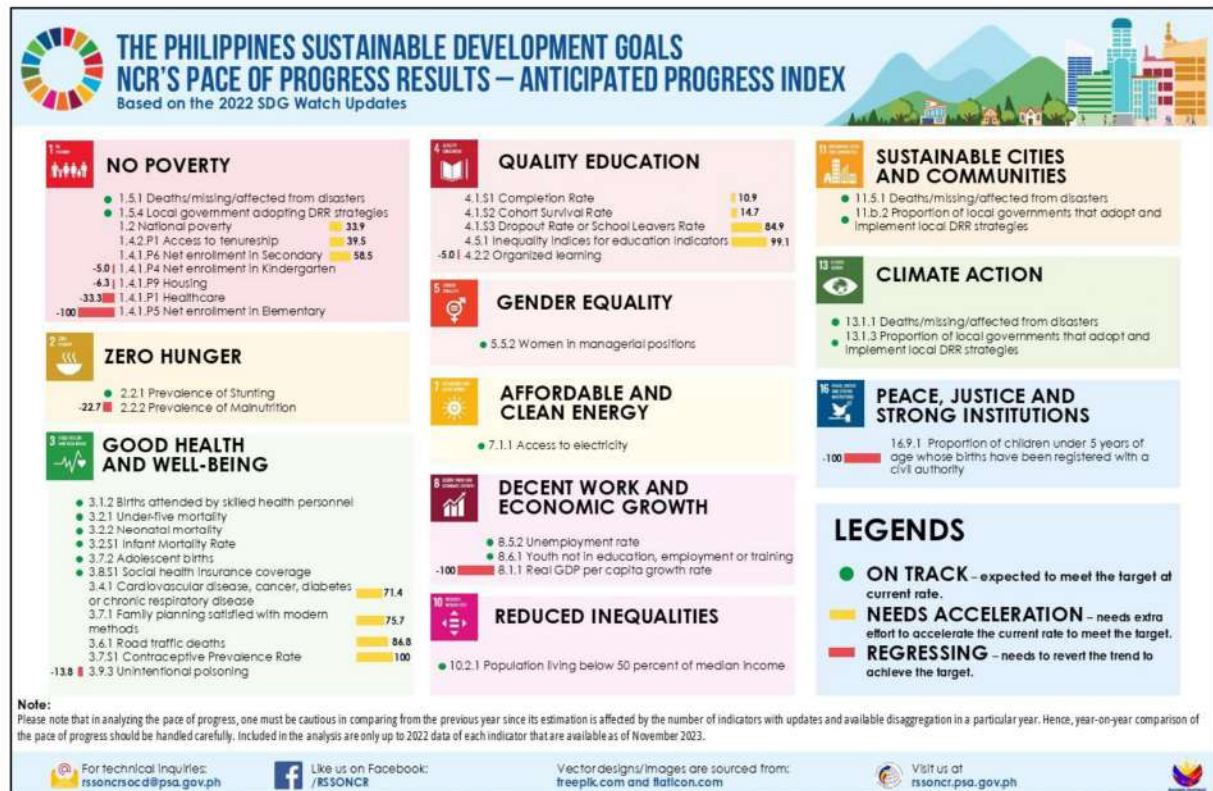 THE PHILIPPINES SUSTAINABLE DEVELOPMENT GOALS
NCR'S PACE OF PROGRESS RESULTS – ANTICIPATED PROGRESS INDEX
Based on the 2022 SDG Watch Updates
1
NO POVERTY
1.5.1 Deaths/missing/affected from disasters
1.5.4 Local government adopting DRR strategies
1.2 National poverty 33.9
1.4.2.P1 Access to tenureship 39.5
1.4.1.P6 Net enrollment in Secondary 58.5
-5.0 1.4.1.P4 Net enrollment in Kindergarten
-6.3 1.4.1.P9 Housing
-33.3 1.4.1.P1 Healthcare
-100 1.4.1.P5 Net enrollment in Elementary
2
ZERO HUNGER
2.2.1 Prevalence of Stunting
-22.7 2.2.2 Prevalence of Malnutrition
3
GOOD HEALTH
AND WELL-BEING
3.1.2 Births attended by skilled health personnel
3.2.1 Under-five mortality
3.2.2 Neonatal mortality
3.2.S1 Infant Mortality Rate
3.7.2 Adolescent births
3.8.S1 Social health insurance coverage
3.4.1 Cardiovascular disease, cancer, diabetes
or chronic respiratory disease 71.4
3.7.1 Family planning satisfied with modern
methods 75.7
3.6.1 Road traffic deaths 86.8
3.7.S1 Contraceptive Prevalence Rate 100
-13.8 3.9.3 Unintentional poisoning
4
QUALITY EDUCATION
4.1.S1 Completion Rate 10.9
4.1.S2 Cohort Survival Rate 14.7
4.1.S3 Dropout Rate or School Leavers Rate 84.9
4.5.1 Inequality indices for education indicators 99.1
-5.0 4.2.2 Organized learning
5
GENDER EQUALITY
5.5.2 Women in managerial positions
7
AFFORDABLE AND
CLEAN ENERGY
7.1.1 Access to electricity
8
DECENT WORK AND
ECONOMIC GROWTH
8.5.2 Unemployment rate
8.6.1 Youth not in education, employment or training
-100 8.1.1 Real GDP per capita growth rate
10
REDUCED INEQUALITIES
10.2.1 Population living below 50 percent of median income
11
SUSTAINABLE CITIES
AND COMMUNITIES
11.5.1 Deaths/missing/affected from disasters
11.b.2 Proportion of local governments that adopt and
implement local DRR strategies
13
CLIMATE ACTION
13.1.1 Deaths/missing/affected from disasters
13.1.3 Proportion of local governments that adopt and
implement local DRR strategies
16
PEACE, JUSTICE AND
STRONG INSTITUTIONS
16.9.1 Proportion of children under 5 years of
-100 age whose births have been registered with a
civil authority
LEGENDS
ON TRACK – expected to meet the target at
current rate.
NEEDS ACCELERATION – needs extra
effort to accelerate the current rate to meet the target.
REGRESSING – needs to revert the trend to
achieve the target.
Note:
Please note that in analyzing the pace of progress, one must be cautious in comparing from the previous year since its estimation is affected by the number of indicators with updates and available disaggregation in a particular year. Hence, year-on-year comparison of
the pace of progress should be handled carefully. Included in the analysis are only up to 2022 data of each indicator that are available as of November 2023.
For technical inquiries:
rssoncrsocd@psa.gov.ph
Like us on Facebook:
/RSSONCR
Vector designs/images are sourced from:
freepik.com and flaticon.com
Visit us at
rssoncr.psa.gov.ph